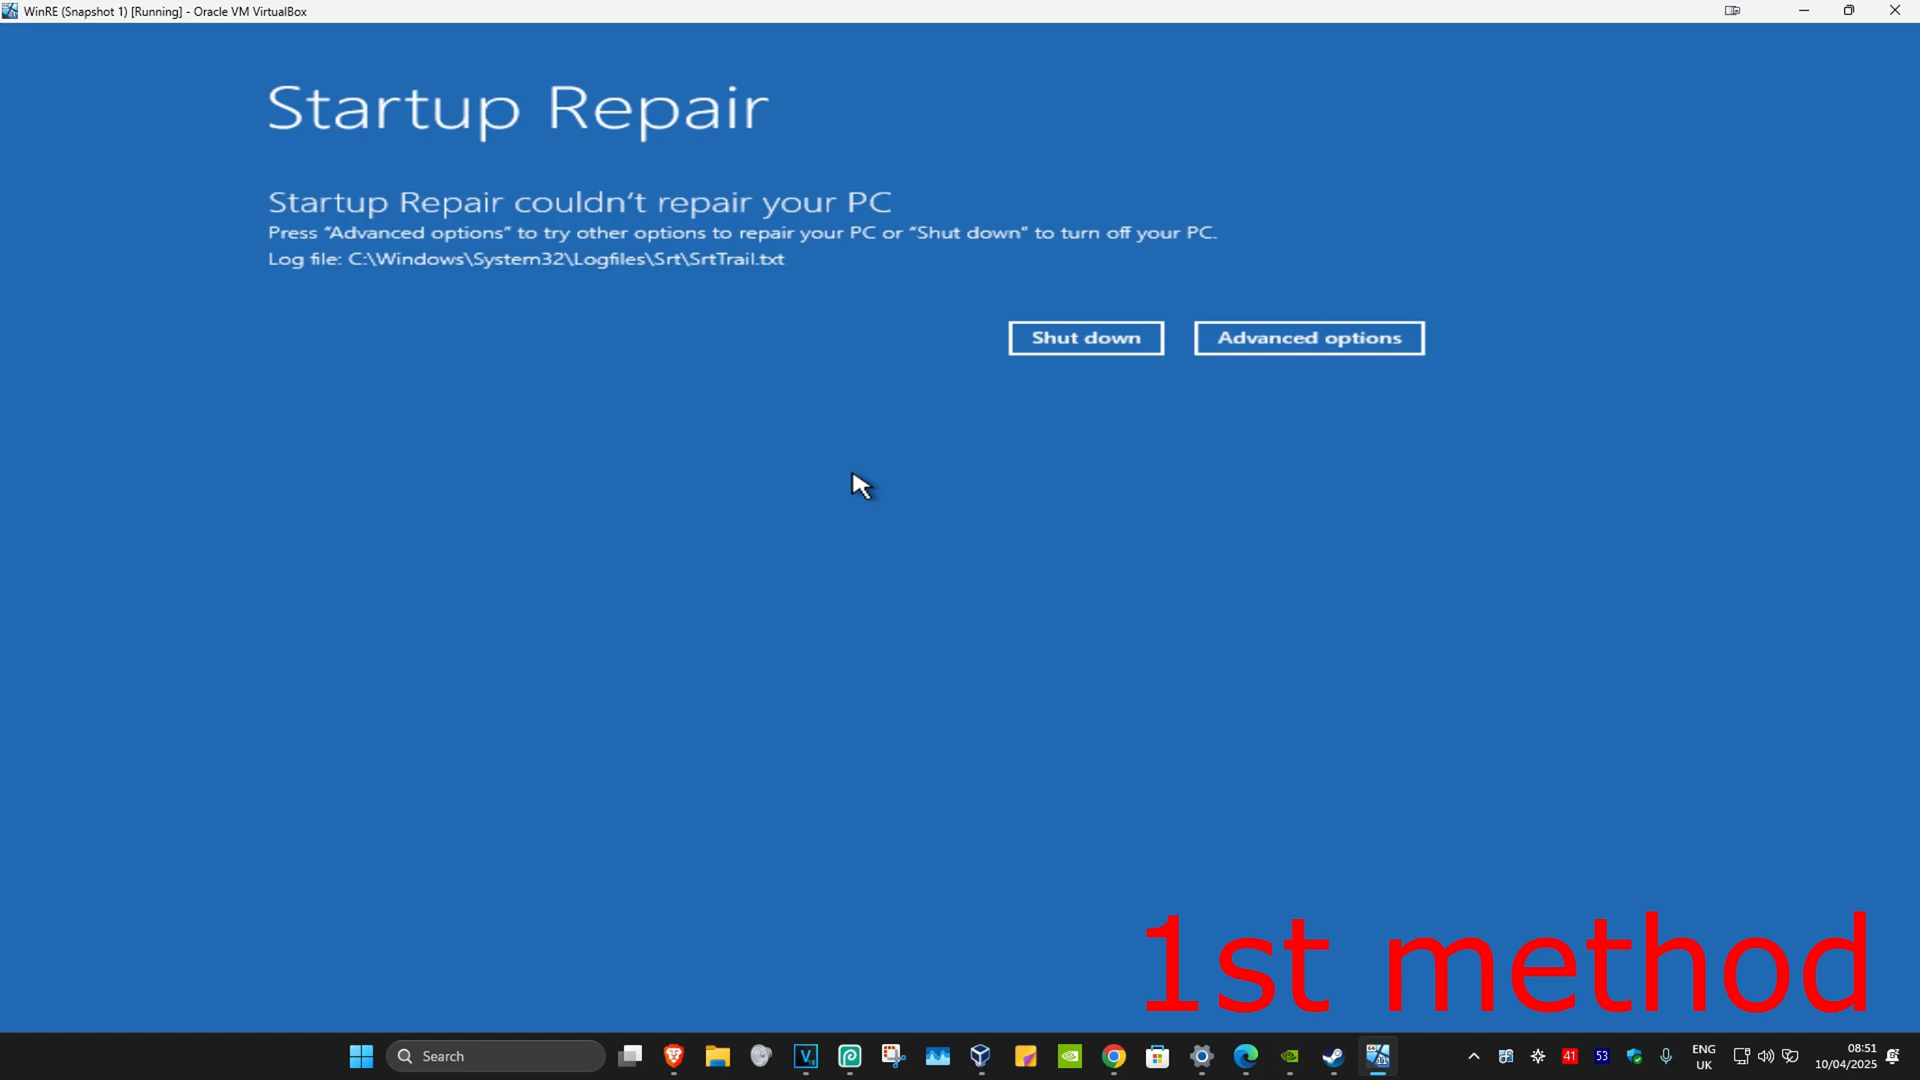 WinRE (Snapshot 1) [Running] - Oracle VM VirtualBox
Startup Repair
Startup Repair couldn't repair your PC
Press “Advanced options” to try other options to repair your PC or “Shut down” to turn off your PC.
Log file: C:\Windows\System32\Logfiles\Srt\SrtTrail.txt
Shut down
Advanced options
1st method
Search
41
53
ENG
UK
08:51
10/04/2025